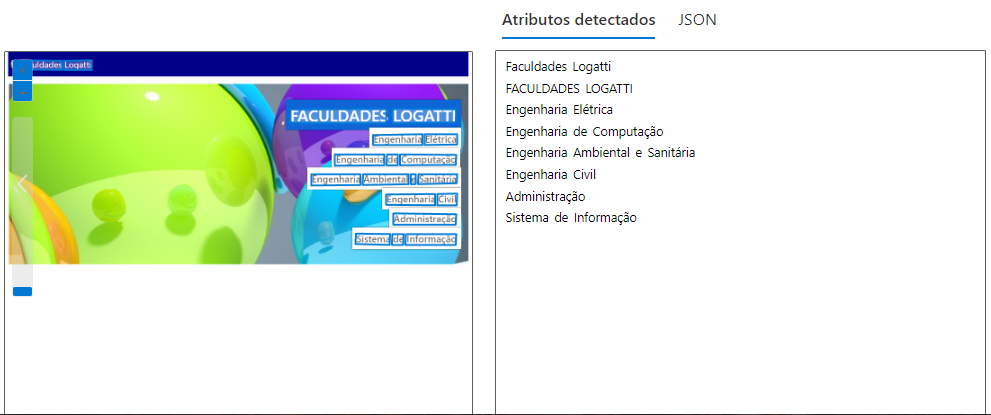 Atributos detectados JSON
Faculdades Logatti
FACULDADES LOGATTI
Engenharia Elétrica
Engenharia de Computação
Engenharia Ambiental e Sanitária
Engenharia Civil
Administração
Sistema de Informação
Faculdades Logatti
FACULDADES LOGATTI
Engenharia Elétrica
Engenharia de Computação
Engenharia Ambiental e Sanitária
Engenharia Civil
Administração
Sistema de Informação